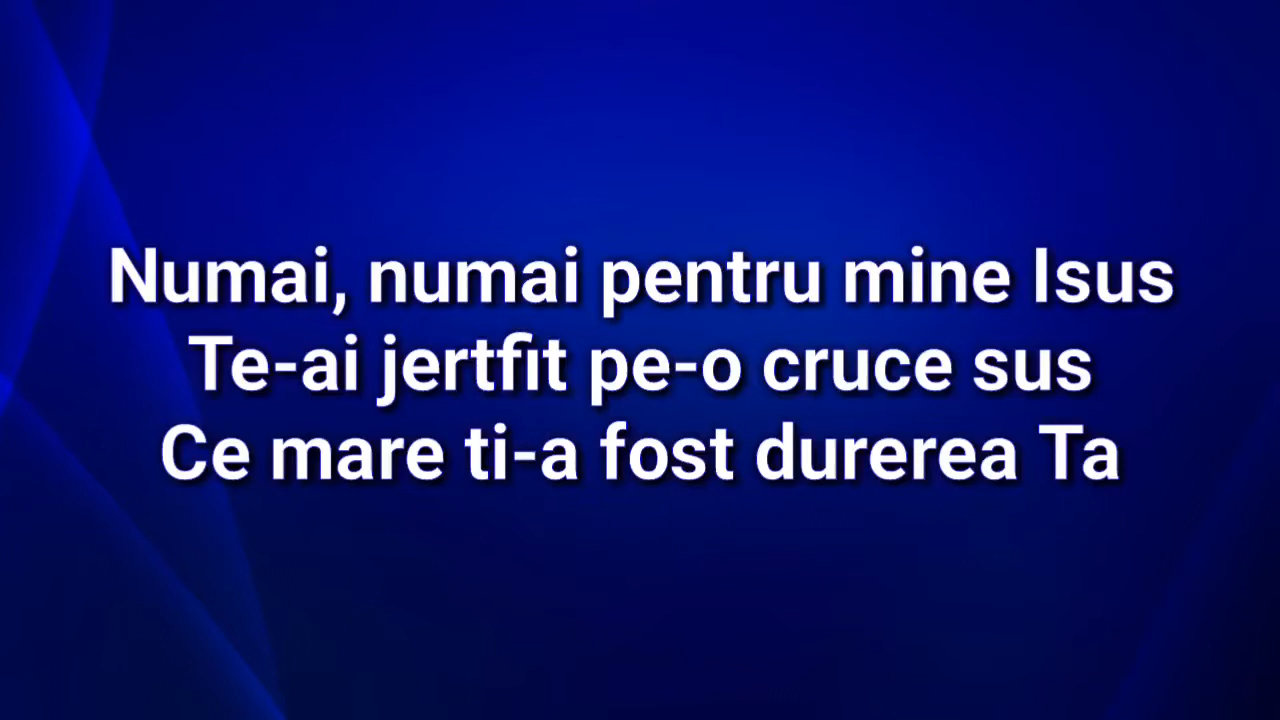 Numai, numai pentru mine Isus
Te-ai jertfit pe-o cruce sus
Ce mare ti-a fost durerea Ta